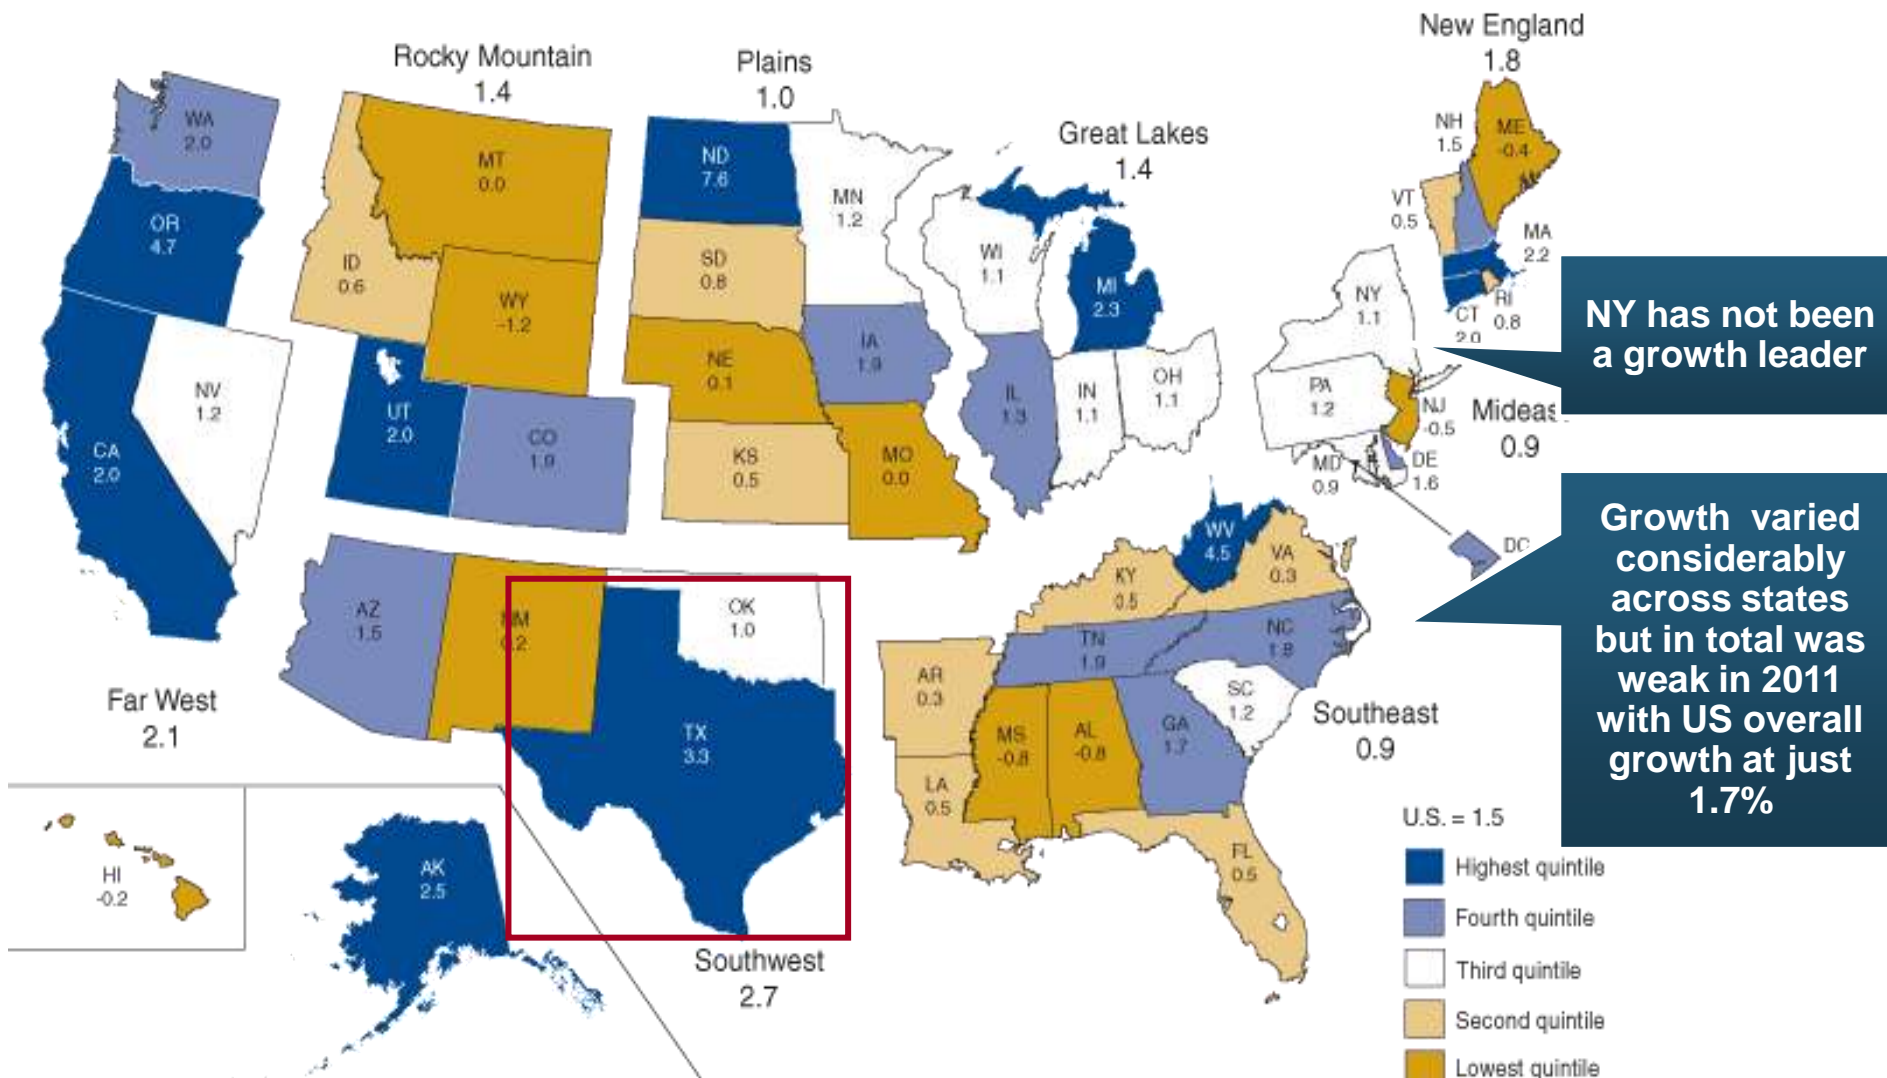 New England
1.8
Rocky Mountain
1.4
Plains
1.0
Great Lakes
1.4
WA
2.0
OR
4.7
CA
2.0
NV
1.2
Far West
2.1
MT
0.0
ID
0.6
WY
-1.2
UT
2.0
CO
1.9
ND
7.6
MN
1.2
SD
0.8
NE
0.1
IA
1.9
KS
0.5
MO
0.0
WI
1.1
MI
2.3
IL
1.3
IN
1.1
OH
1.1
NH
1.5
ME
-0.4
VT
0.5
MA
2.2
RI
0.8
CT
2.0
NY
1.1
PA
1.2
NJ
-0.5
MD
0.9
DE
1.6
DC
Mideas
0.9
NY has not been
a growth leader
Growth varied
considerably
across states
but in total was
weak in 2011
with US overall
growth at just
1.7%
AZ
1.5
NM
0.2
OK
1.0
TX
3.3
Southwest
2.7
WV
4.5
VA
0.3
KY
0.5
TN
1.9
NC
1.8
AR
0.3
SC
1.2
MS
-0.8
AL
-0.8
GA
1.7
LA
0.5
FL
0.5
Southeast
0.9
HI
-0.2
AK
2.5
U.S. = 1.5
Highest quintile
Fourth quintile
Third quintile
Second quintile
Lowest quintile